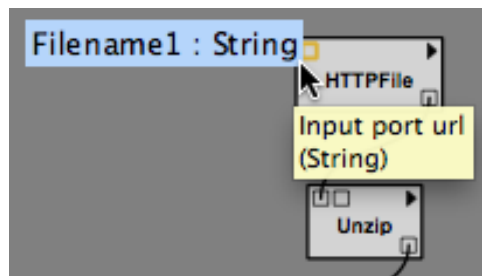 Filename1 : String
HTTPFile
Input port url
(String)
Unzip